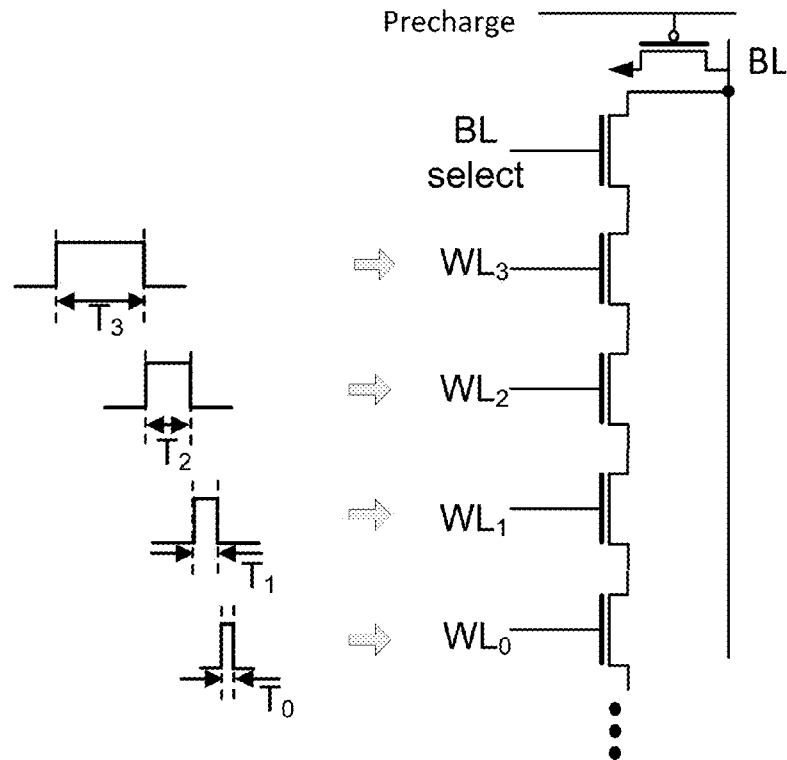 Precharge
BL
BL
select
WL₃
T₃
WL₂
T₂
WL₁
T₁
WL₀
T₀